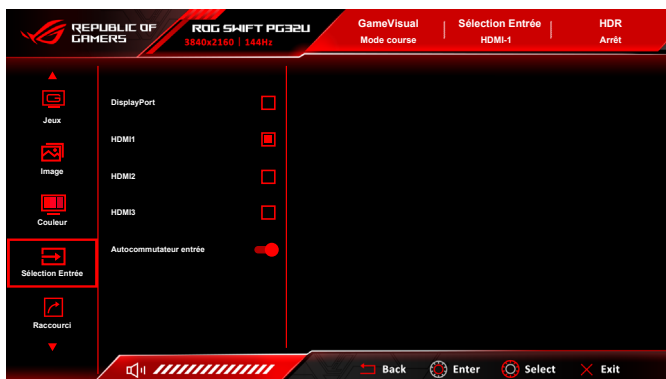 REPUBLIC OF
GAMERS
ROG SWIFT PG32U
3840x2160 | 144Hz
GameVisual
Mode course
Sélection Entrée
HDMI-1
HDR
Arrêt
Jeux
Image
Couleur
Sélection Entrée
Raccourci
DisplayPort
HDMI1
HDMI2
HDMI3
Autocommutateur entrée
Back
Enter
Select
Exit